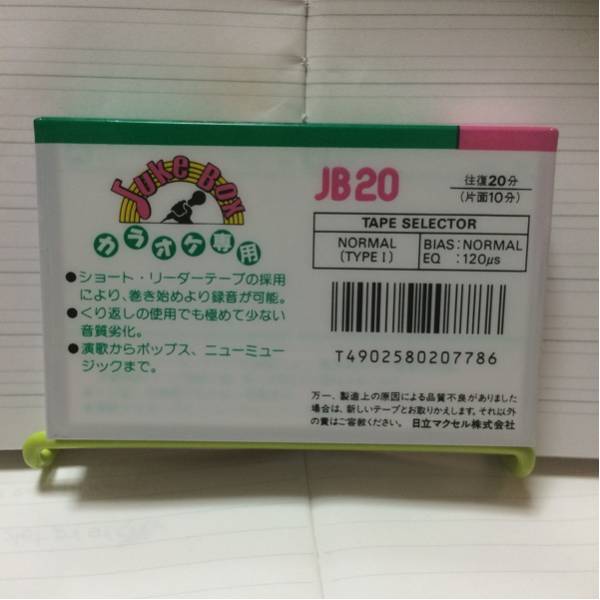 Juke Box
カラオケ専用
●ショート・リーダーテープの採用
により、巻き始めより録音が可能。
●くり返しの使用でも極めて少ない
音質劣化。
●演歌からポップス、ニューミュー
ジックまで。
JB20
往復20分
(片面10分)
TAPE SELECTOR
NORMAL
(TYPE I)
BIAS:NORMAL
EQ :120μs
T4902580207786
万一、製造上の原因による品質不良がありました
場合は、新しいテープとお取りかえします。それ以外
の責はご容赦ください。 日立マクセル株式会社